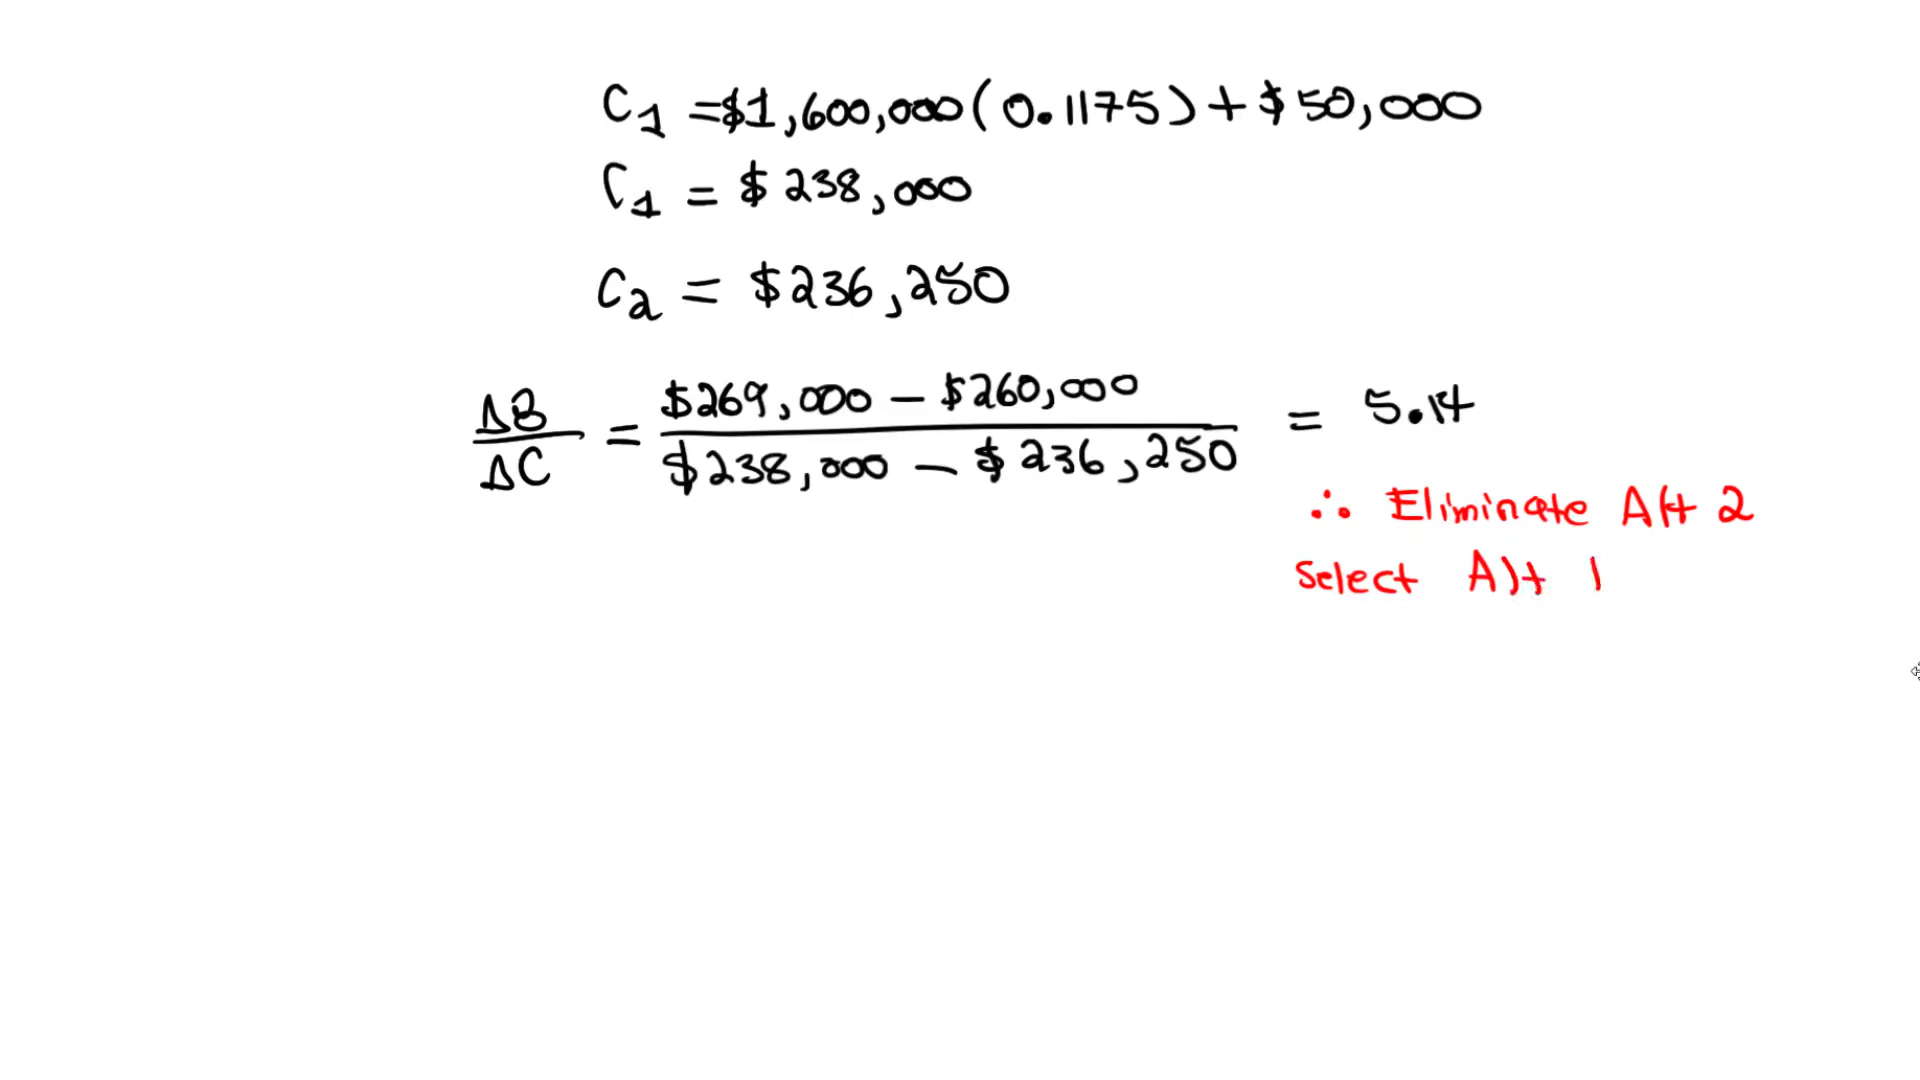 C1 = $1,600,000(0.1175) + $50,000
C1 = $238,000
C2 = $236,250
ΔB/ΔC = ($269,000 − $260,000)/($238,000 − $236,250) = 5.14
∴ Eliminate Alt 2
Select Alt 1